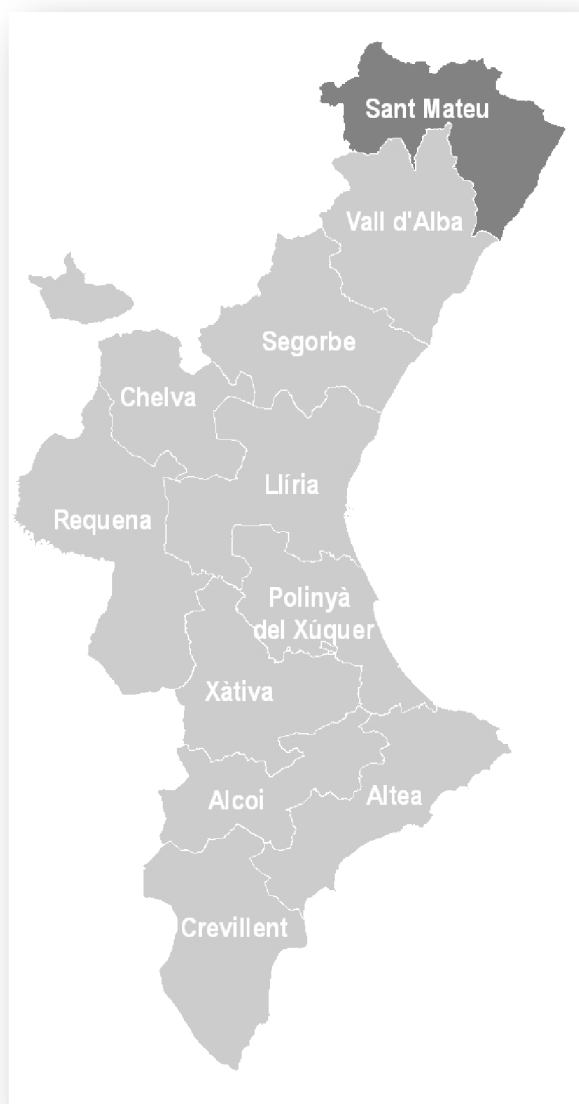 Sant Mateu
Vall d'Alba
Segorbe
Chelva
Llíria
Requena
Polinyà
del Xúquer
Xàtiva
Alcoi
Altea
Crevillent